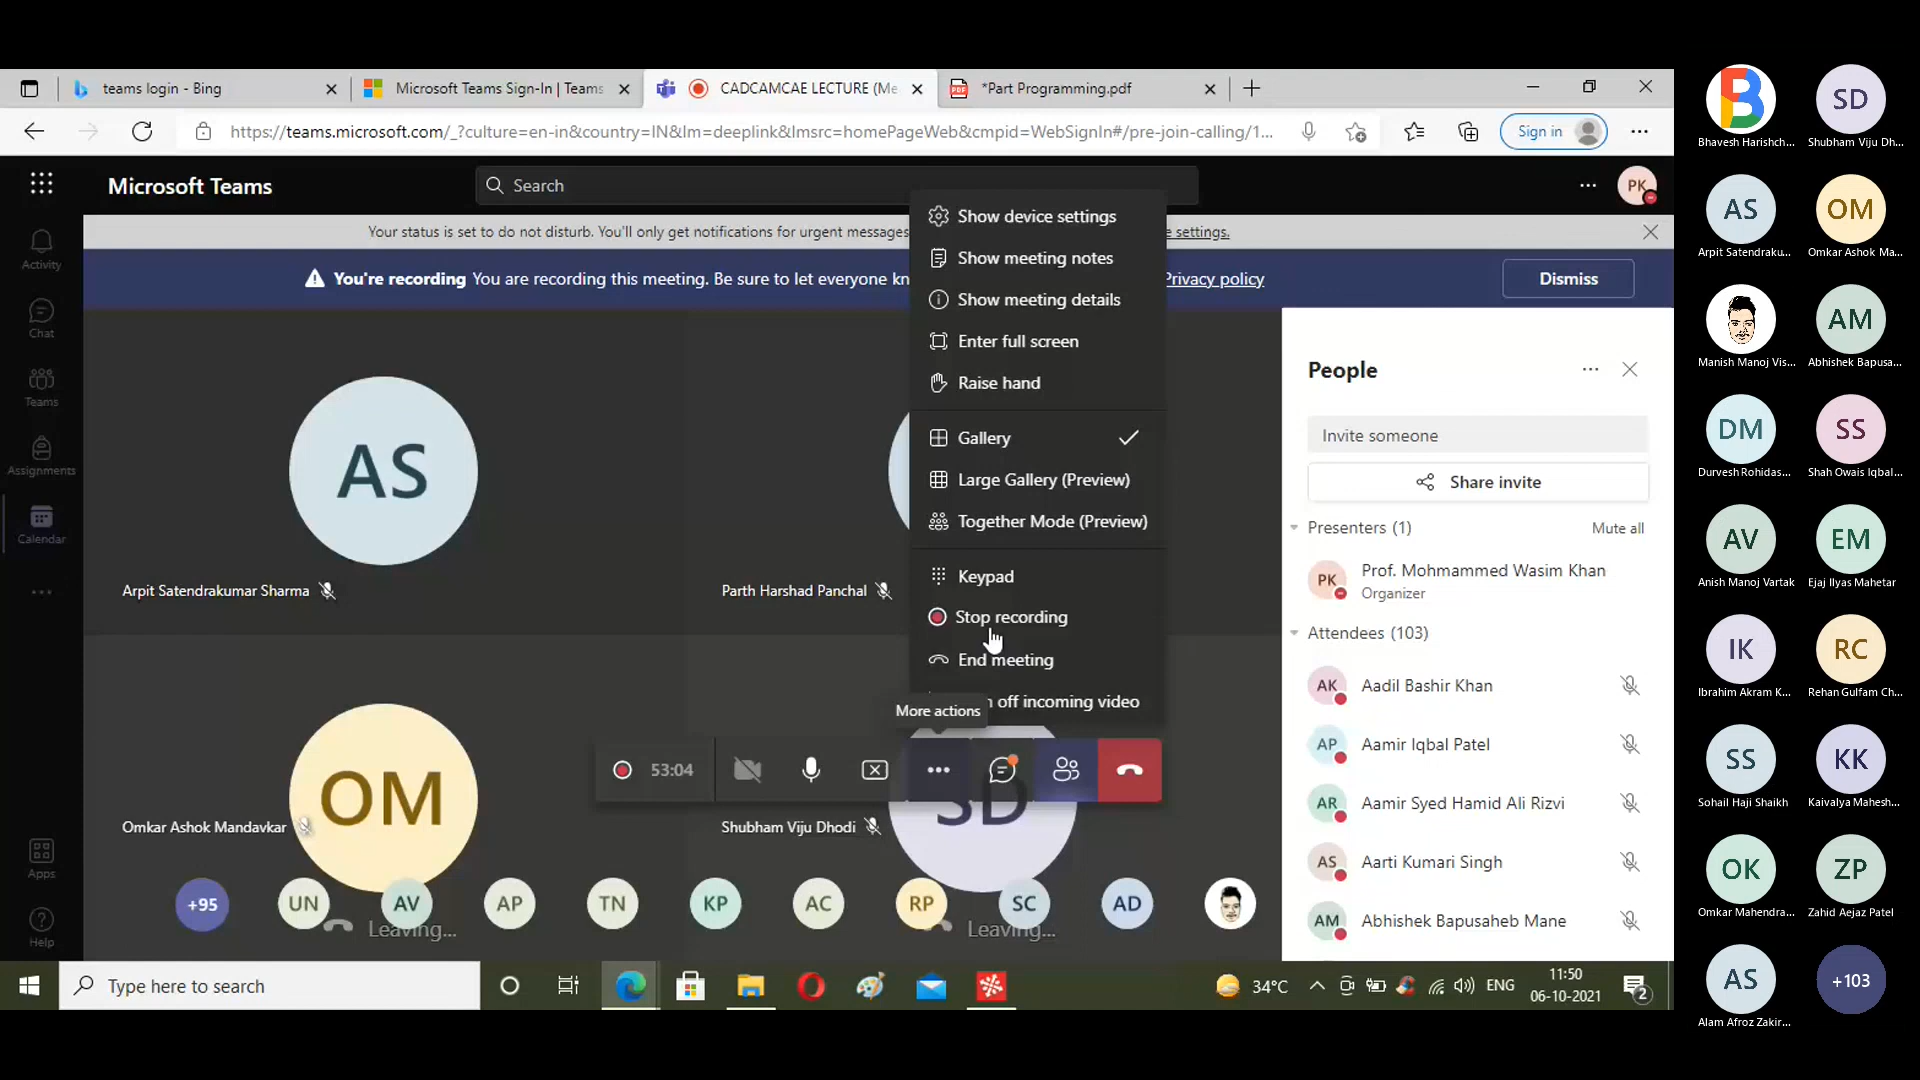 teams login - Bing
Microsoft Teams Sign-In | Teams
CADCAMCAE LECTURE (Me
*Part Programming.pdf
https://teams.microsoft.com/_?culture=en-in&country=IN&lm=deeplink&lmsrc=homePageWeb&cmpid=WebSignIn#/pre-join-calling/1...
Sign in
Microsoft Teams
Search
PK
Your status is set to do not disturb. You'll only get notifications for urgent messages
e settings.
You're recording You are recording this meeting. Be sure to let everyone kn
Privacy policy
Dismiss
Activity
Chat
Teams
Assignments
Calendar
Apps
Help
Show device settings
Show meeting notes
Show meeting details
Enter full screen
Raise hand
Gallery
Large Gallery (Preview)
Together Mode (Preview)
Keypad
Stop recording
End meeting
off incoming video
More actions
53:04
AS
Arpit Satendrakumar Sharma
Parth Harshad Panchal
OM
Omkar Ashok Mandavkar
SD
Shubham Viju Dhodi
+95
UN
AV
AP
TN
KP
AC
RP
SC
AD
Leaving...
Leaving...
People
Invite someone
Share invite
Presenters (1)
Mute all
PK
Prof. Mohmammed Wasim Khan
Organizer
Attendees (103)
AK
Aadil Bashir Khan
AP
Aamir Iqbal Patel
AR
Aamir Syed Hamid Ali Rizvi
AS
Aarti Kumari Singh
AM
Abhishek Bapusaheb Mane
Type here to search
34°C
ENG
11:50
06-10-2021
2
B
Bhavesh Harishch...
SD
Shubham Viju Dh...
AS
Arpit Satendraku...
OM
Omkar Ashok Ma...
Manish Manoj Vis...
AM
Abhishek Bapusa...
DM
Durvesh Rohidas...
SS
Shah Owais Iqbal...
AV
Anish Manoj Vartak
EM
Ejaj Ilyas Mahetar
IK
Ibrahim Akram K...
RC
Rehan Gulfam Ch...
SS
Sohail Haji Shaikh
KK
Kaivalya Mahesh...
OK
Omkar Mahendra...
ZP
Zahid Aejaz Patel
AS
Alam Afroz Zakir...
+103